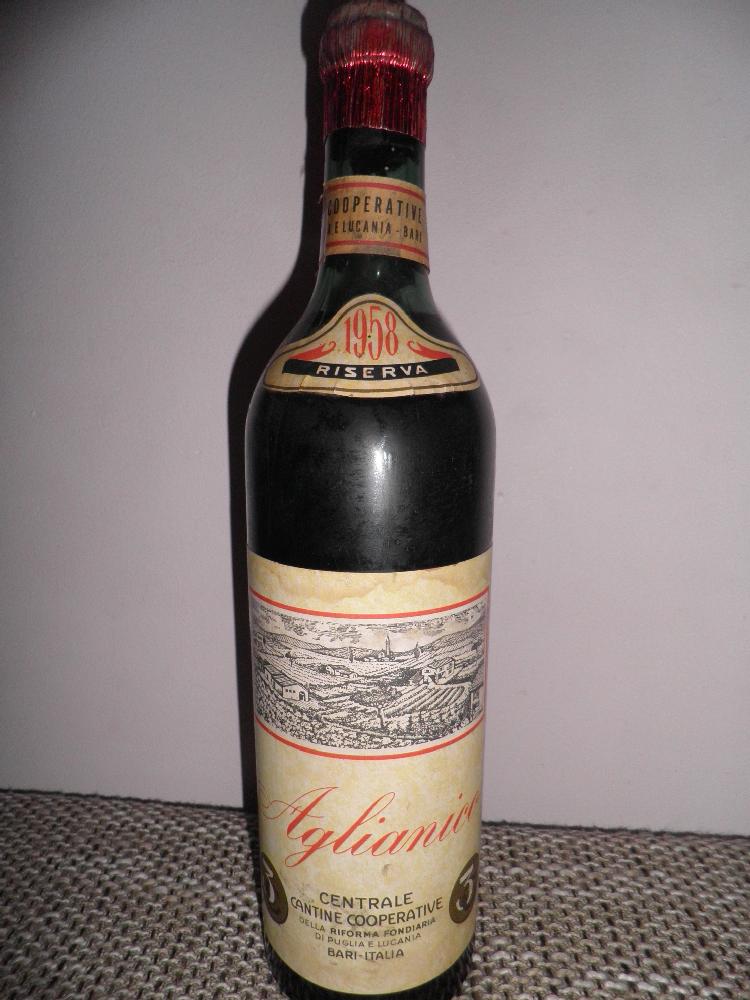 COOPERATIVE
E LUCANIA - BARI
1958
RISERVA
Aglianico
CENTRALE
CANTINE COOPERATIVE
DELLA RIFORMA FONDIARIA
DI PUGLIA E LUCANIA
BARI-ITALIA